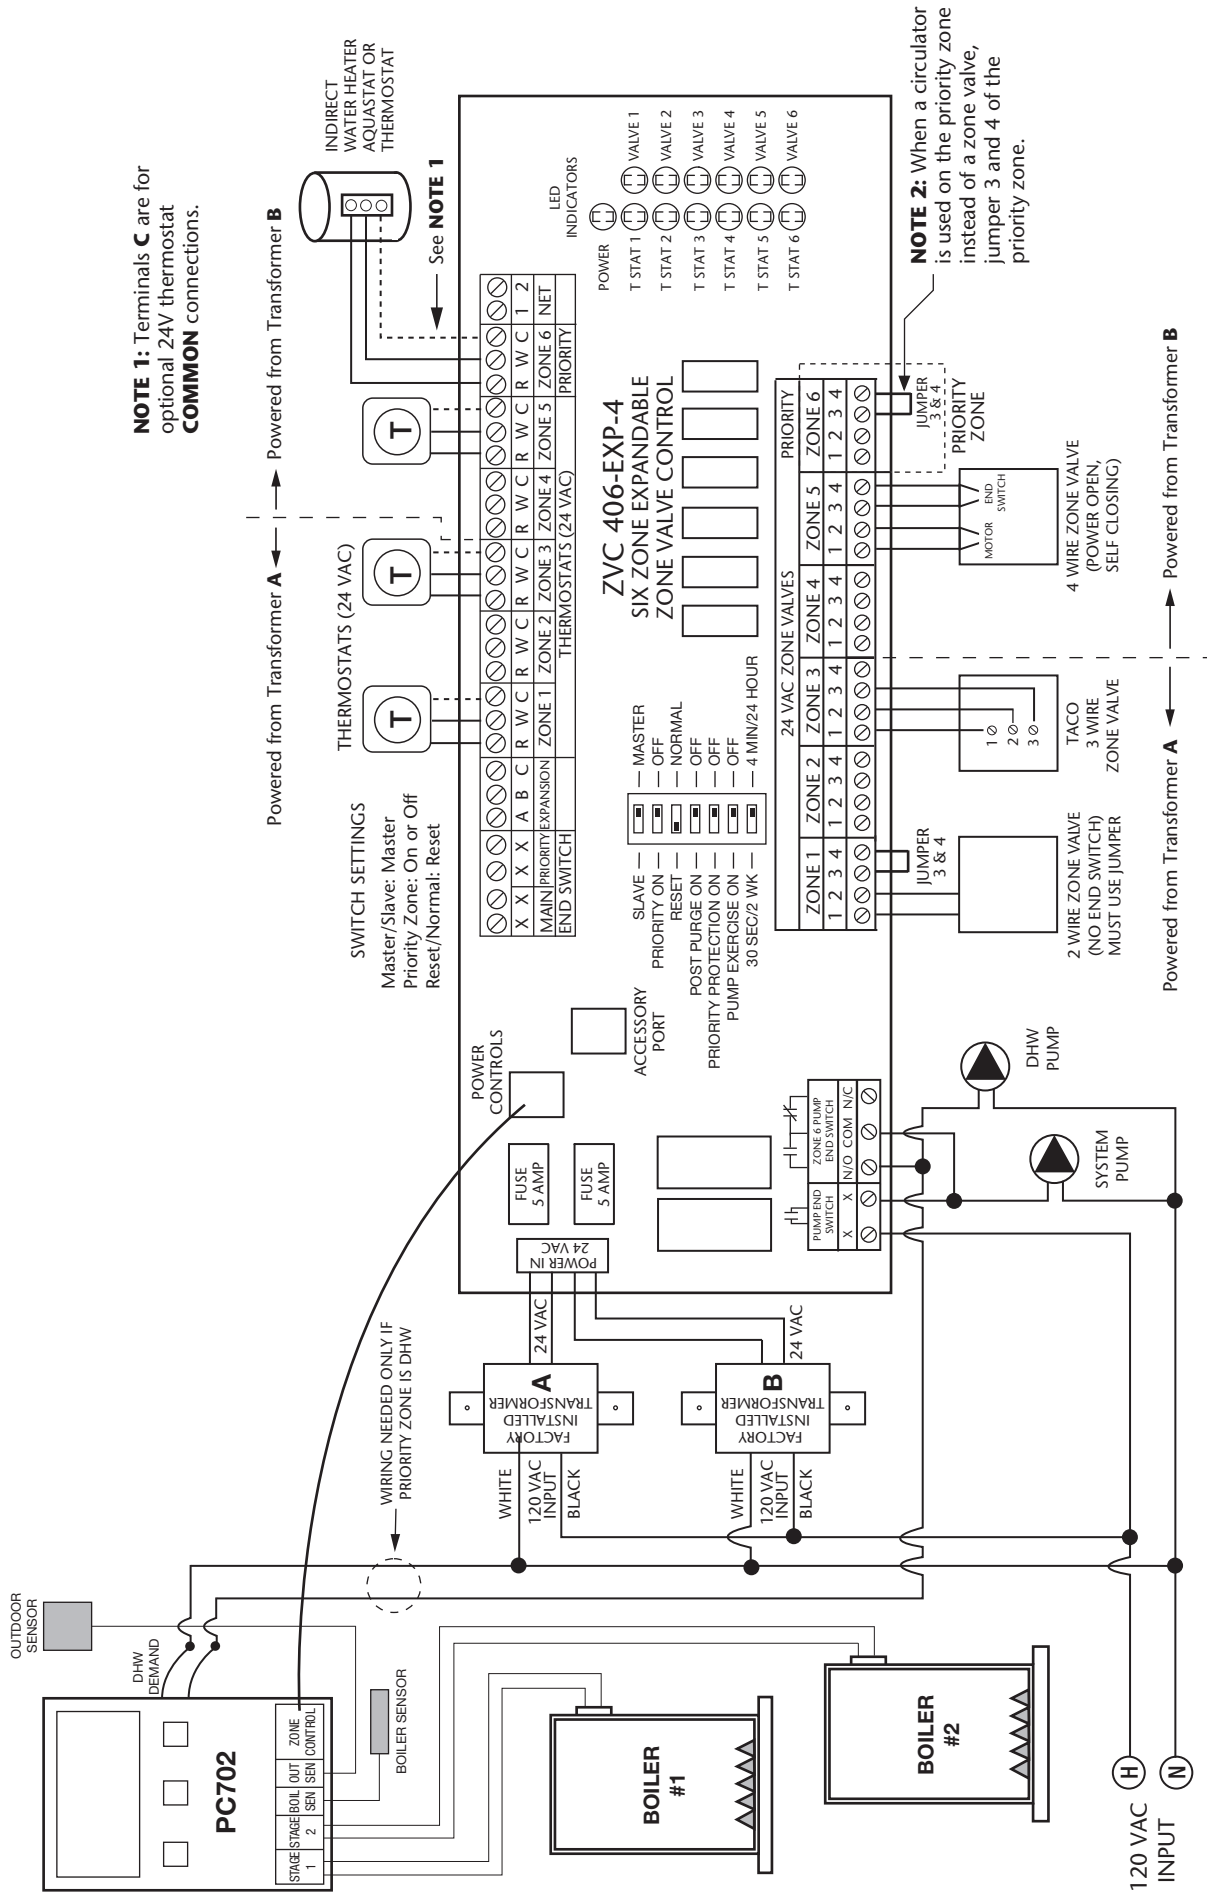 NOTE 1: Terminals C are for
optional 24V thermostat
COMMON connections.
Powered from Transformer A
Powered from Transformer B
SWITCH SETTINGS
Master/Slave: Master
Priority Zone: On or Off
Reset/Normal: Reset
THERMOSTATS (24 VAC)
T
T
T
INDIRECT
WATER HEATER
AQUASTAT OR
THERMOSTAT
See NOTE 1
X X X X A B C R W C R W C R W C R W C R W C R W C 1 2
MAIN PRIORITY EXPANSION ZONE 1 ZONE 2 ZONE 3 ZONE 4 ZONE 5 ZONE 6 NET
END SWITCH THERMOSTATS (24 VAC) PRIORITY
POWER
CONTROLS
ACCESSORY
PORT
FUSE
5 AMP
FUSE
5 AMP
POWER IN
24 VAC
SLAVE MASTER
PRIORITY ON OFF
RESET NORMAL
POST PURGE ON OFF
PRIORITY PROTECTION ON OFF
PUMP EXERCISE ON OFF
30 SEC/2 WK 4 MIN/24 HOUR
ZVC 406-EXP-4
SIX ZONE EXPANDABLE
ZONE VALVE CONTROL
LED
INDICATORS
POWER
T STAT 1 VALVE 1
T STAT 2 VALVE 2
T STAT 3 VALVE 3
T STAT 4 VALVE 4
T STAT 5 VALVE 5
T STAT 6 VALVE 6
24 VAC ZONE VALVES PRIORITY
ZONE 1 ZONE 2 ZONE 3 ZONE 4 ZONE 5 ZONE 6
1 2 3 4 1 2 3 4 1 2 3 4 1 2 3 4 1 2 3 4 1 2 3 4
PUMP END
SWITCH
X X
ZONE 6 PUMP
END SWITCH
N/O COM N/C
JUMPER
3 & 4
JUMPER
3 & 4
PRIORITY
ZONE
NOTE 2: When a circulator
is used on the priority zone
instead of a zone valve,
jumper 3 and 4 of the
priority zone.
2 WIRE ZONE VALVE
(NO END SWITCH)
MUST USE JUMPER
1
2
3
TACO
3 WIRE
ZONE VALVE
MOTOR
END
SWITCH
4 WIRE ZONE VALVE
(POWER OPEN,
SELF CLOSING)
Powered from Transformer A
Powered from Transformer B
DHW
PUMP
SYSTEM
PUMP
OUTDOOR
SENSOR
DHW
DEMAND
PC702
STAGE
1
STAGE
2
BOIL
SEN
OUT
SEN
ZONE
CONTROL
BOILER SENSOR
WIRING NEEDED ONLY IF
PRIORITY ZONE IS DHW
24 VAC
A
FACTORY
INSTALLED
TRANSFORMER
WHITE
120 VAC
INPUT
BLACK
24 VAC
B
FACTORY
INSTALLED
TRANSFORMER
WHITE
120 VAC
INPUT
BLACK
BOILER
#1
BOILER
#2
120 VAC
INPUT
H
N